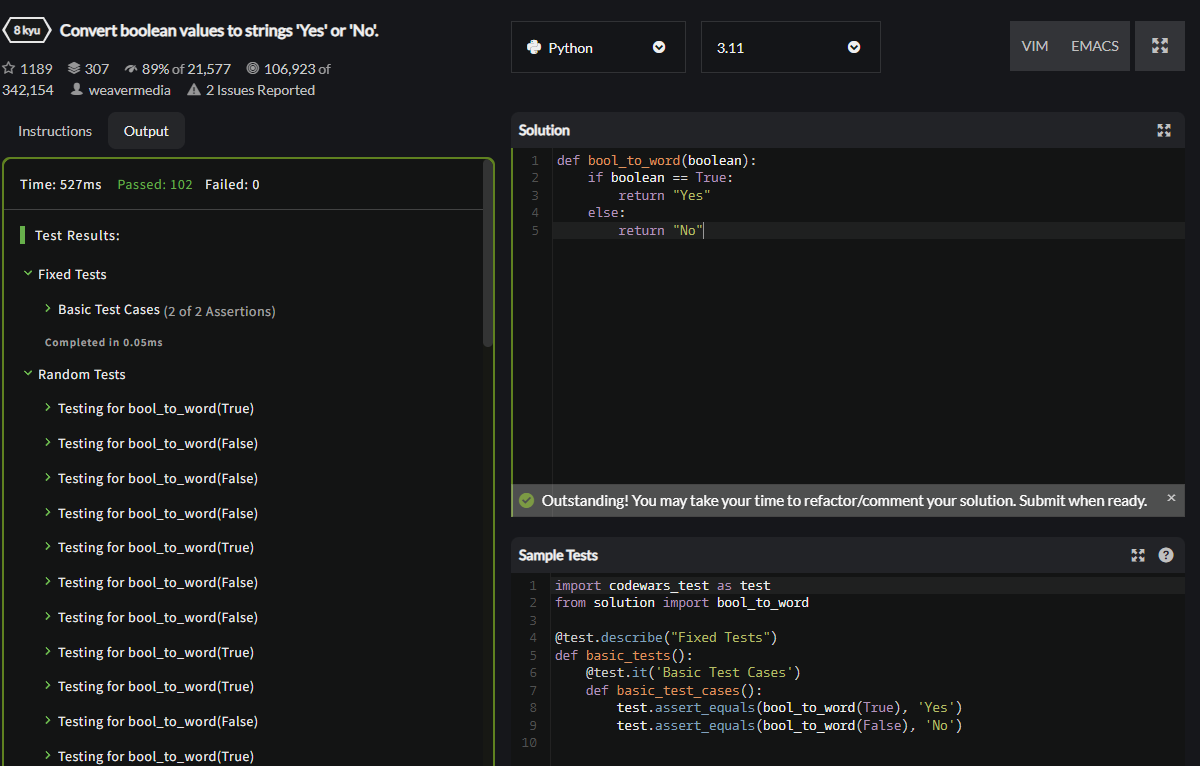 8 kyu Convert boolean values to strings 'Yes' or 'No'.
1189 307 89% of 21,577 106,923 of
342,154 weavermedia 2 Issues Reported
Python
3.11
VIM EMACS
Instructions Output
Time: 527ms Passed: 102 Failed: 0
Test Results:
Fixed Tests
Basic Test Cases (2 of 2 Assertions)
Completed in 0.05ms
Random Tests
Testing for bool_to_word(True)
Testing for bool_to_word(False)
Testing for bool_to_word(False)
Testing for bool_to_word(False)
Testing for bool_to_word(True)
Testing for bool_to_word(False)
Testing for bool_to_word(False)
Testing for bool_to_word(True)
Testing for bool_to_word(True)
Testing for bool_to_word(False)
Testing for bool_to_word(True)
Solution
1 def bool_to_word(boolean):
2     if boolean == True:
3         return "Yes"
4     else:
5         return "No"
Outstanding! You may take your time to refactor/comment your solution. Submit when ready. ×
Sample Tests ?
1 import codewars_test as test
2 from solution import bool_to_word
3
4 @test.describe("Fixed Tests")
5 def basic_tests():
6     @test.it('Basic Test Cases')
7     def basic_test_cases():
8         test.assert_equals(bool_to_word(True), 'Yes')
9         test.assert_equals(bool_to_word(False), 'No')
10